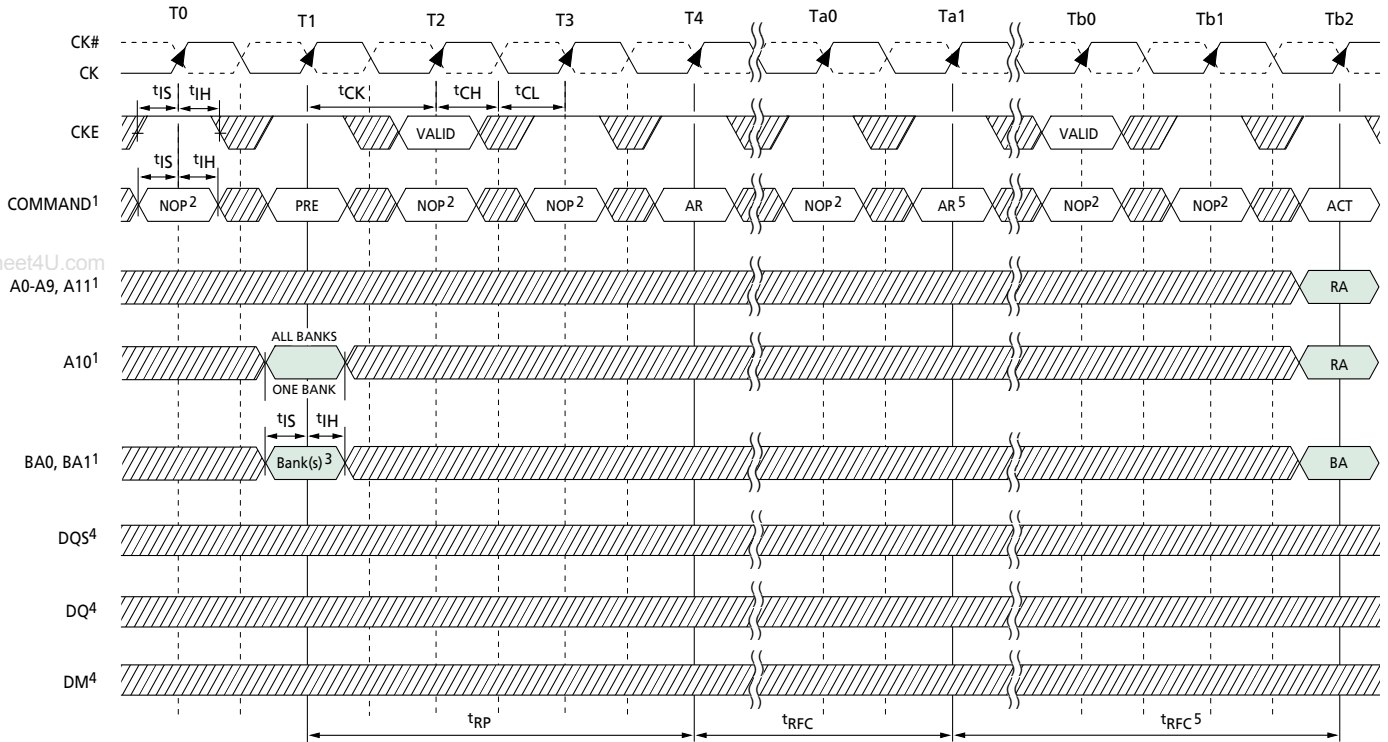 T0 T1 T2 T3 T4 Ta0 Ta1 Tb0 Tb1 Tb2
CK#
CK
tIS tIH tCK tCH tCL
CKE VALID VALID
tIS tIH
COMMAND1 NOP2 PRE NOP2 NOP2 AR NOP2 AR5 NOP2 NOP2 ACT
heet4U.com
A0-A9, A111 RA
ALL BANKS
A101 RA
ONE BANK
tIS tIH
BA0, BA11 Bank(s)3 BA
DQS4
DQ4
DM4
tRP tRFC tRFC5